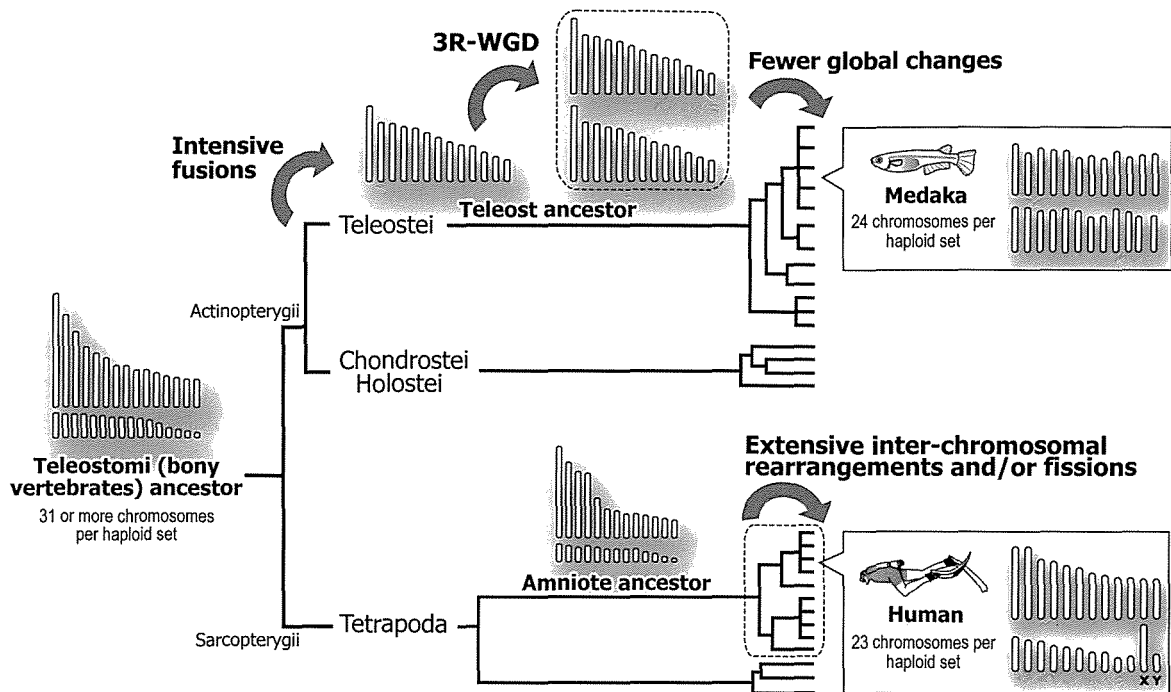 3R-WGD
Fewer global changes
Intensive
fusions
Teleost ancestor
Teleostei
Medaka
24 chromosomes per
haploid set
Actinopterygii
Chondrostei
Holostei
Teleostomi (bony
vertebrates) ancestor
31 or more chromosomes
per haploid set
Extensive inter-chromosomal
rearrangements and/or fissions
Amniote ancestor
Human
23 chromosomes per
haploid set
X Y
Sarcopterygii
Tetrapoda